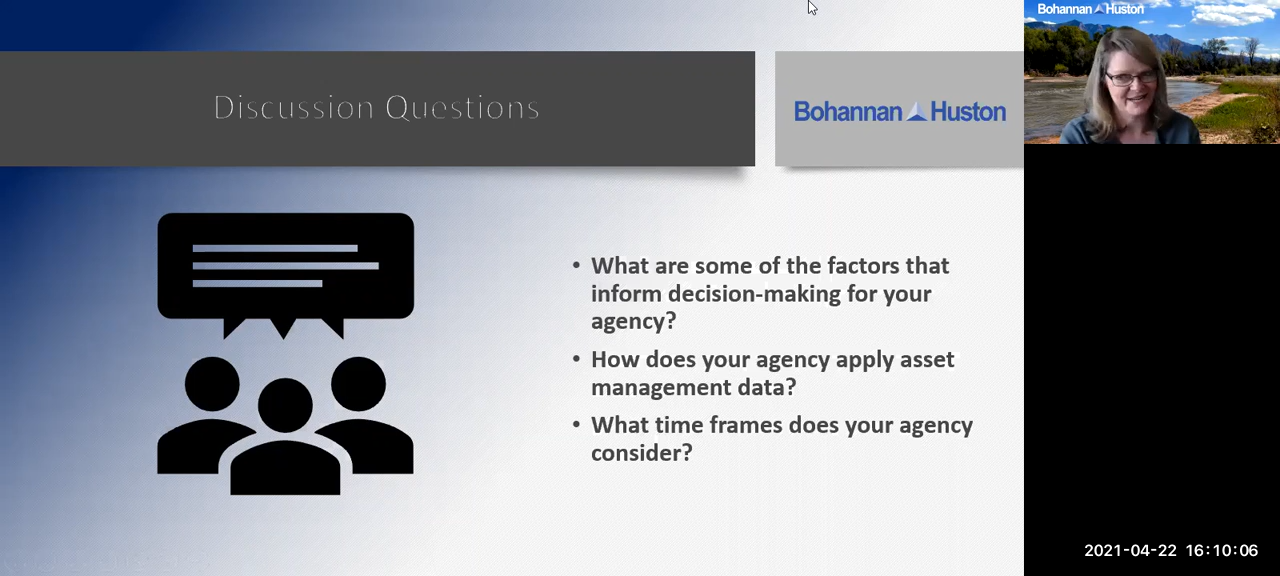 Bohannan Huston
Discussion Questions
Bohannan Huston
• What are some of the factors that
inform decision-making for your
agency?
• How does your agency apply asset
management data?
• What time frames does your agency
consider?
2021-04-22 16:10:06